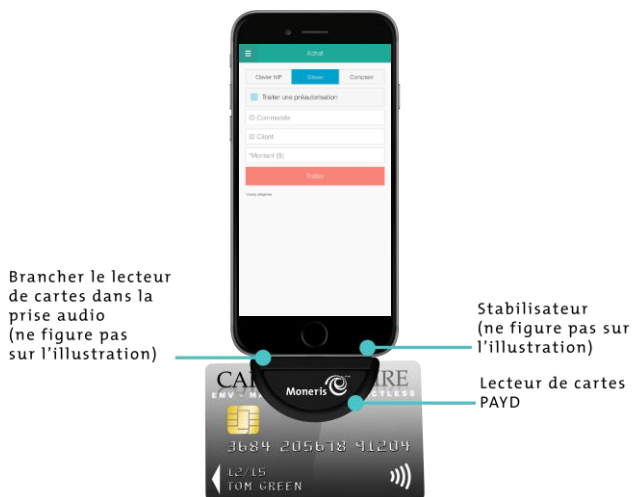 Achat
Clavier NIP
Glisser
Comptant
Traiter une préautorisation
ID Commande
ID Client
*Montant ($)
Traiter
Brancher le lecteur
de cartes dans la
prise audio
(ne figure pas
sur l’illustration)
Stabilisateur
(ne figure pas sur
l’illustration)
Lecteur de cartes
PAYD
Moneris
3684 205678 91204
12/15
TOM GREEN